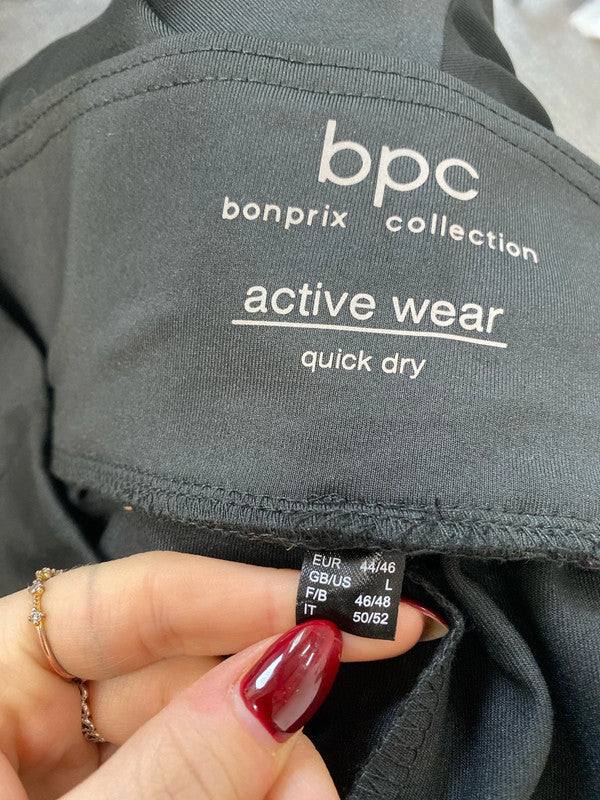 bpc
bonprix collection
active wear
quick dry
EUR 44/46
GB/US L
F/B 46/48
IT 50/52